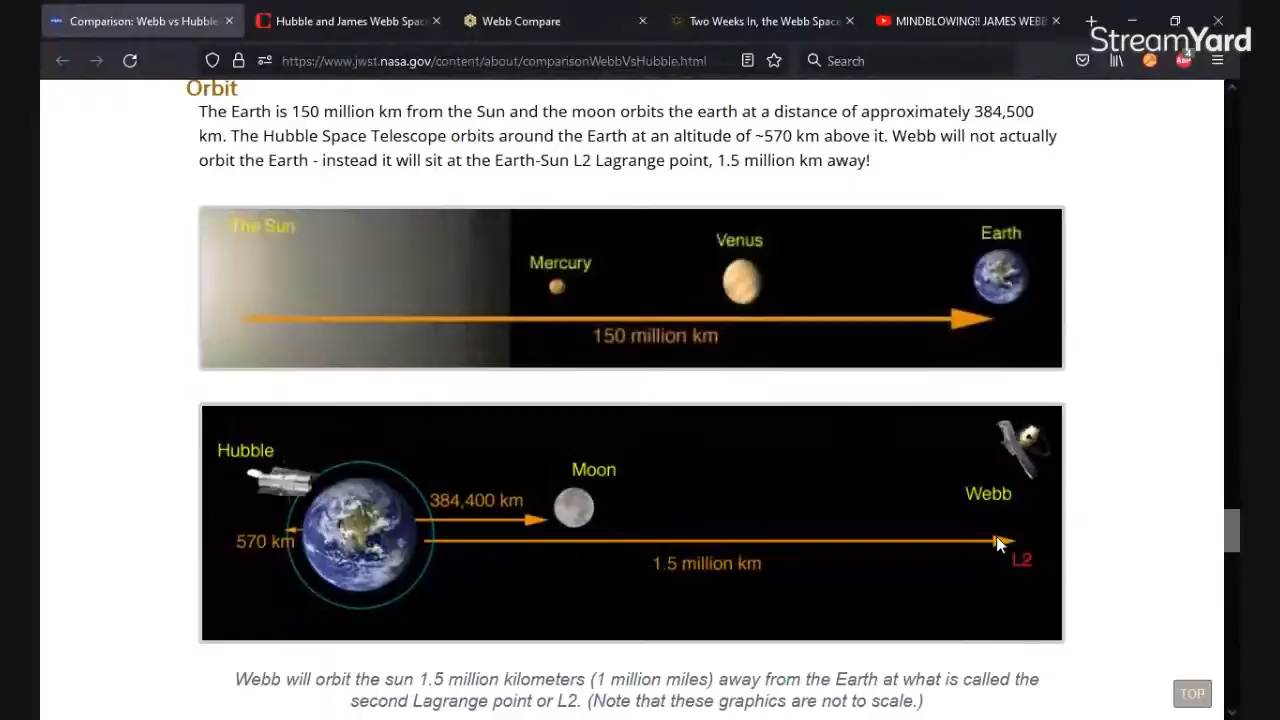 Comparison: Webb vs Hubble
Hubble and James Webb Spac
Webb Compare
Two Weeks In, the Webb Space
MINDBLOWING!! JAMES WEBB
StreamYard
https://www.jwst.nasa.gov/content/about/comparisonWebbVsHubble.html
Search
4
Orbit
The Earth is 150 million km from the Sun and the moon orbits the earth at a distance of approximately 384,500
km. The Hubble Space Telescope orbits around the Earth at an altitude of ~570 km above it. Webb will not actually
orbit the Earth - instead it will sit at the Earth-Sun L2 Lagrange point, 1.5 million km away!
The Sun
Mercury
Venus
Earth
150 million km
Hubble
Moon
Webb
384,400 km
570 km
1.5 million km
L2
Webb will orbit the sun 1.5 million kilometers (1 million miles) away from the Earth at what is called the
second Lagrange point or L2. (Note that these graphics are not to scale.)
TOP